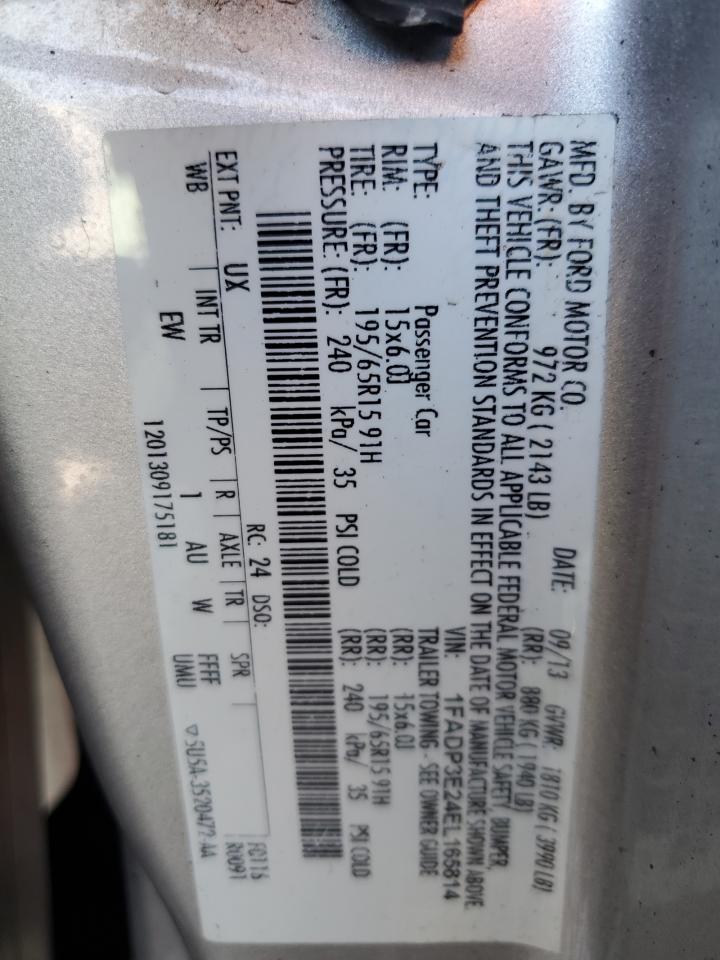 MFD. BY FORD MOTOR CO. DATE: 09/13 GVWR: 1810 KG ( 3990 LB)
GAWR: (FR): 972 KG ( 2143 LB) (RR): 880 KG ( 1940 LB)
THIS VEHICLE CONFORMS TO ALL APPLICABLE FEDERAL MOTOR VEHICLE SAFETY, BUMPER,
AND THEFT PREVENTION STANDARDS IN EFFECT ON THE DATE OF MANUFACTURE SHOWN ABOVE.
VIN: 1FADP3E24EL165814
TYPE: Passenger Car TRAILER TOWING - SEE OWNER GUIDE
RIM: (FR): 15x6.0J (RR): 15x6.0J
TIRE: (FR): 195/65R15 91H (RR): 195/65R15 91H
PRESSURE: (FR): 240 kPa/ 35 PSI COLD (RR): 240 kPa/ 35 PSI COLD
EXT PNT: UX RC: 24 DSO: F0116
WB INT TR TP/PS R AXLE TR SPR R0091
EW 1 AU W FFFF
UMU
1201309175181 ▽5U5A-3520472-AA